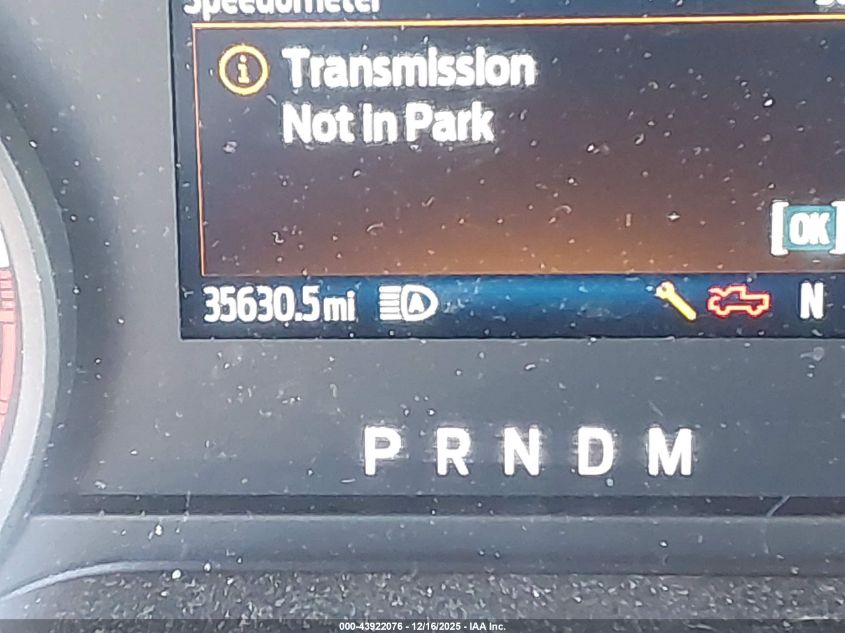 Speedometer
Transmission
Not in Park
[OK]
35630.5mi A N
P R N D M
000-43922076 - 12/16/2025 - IAA Inc.